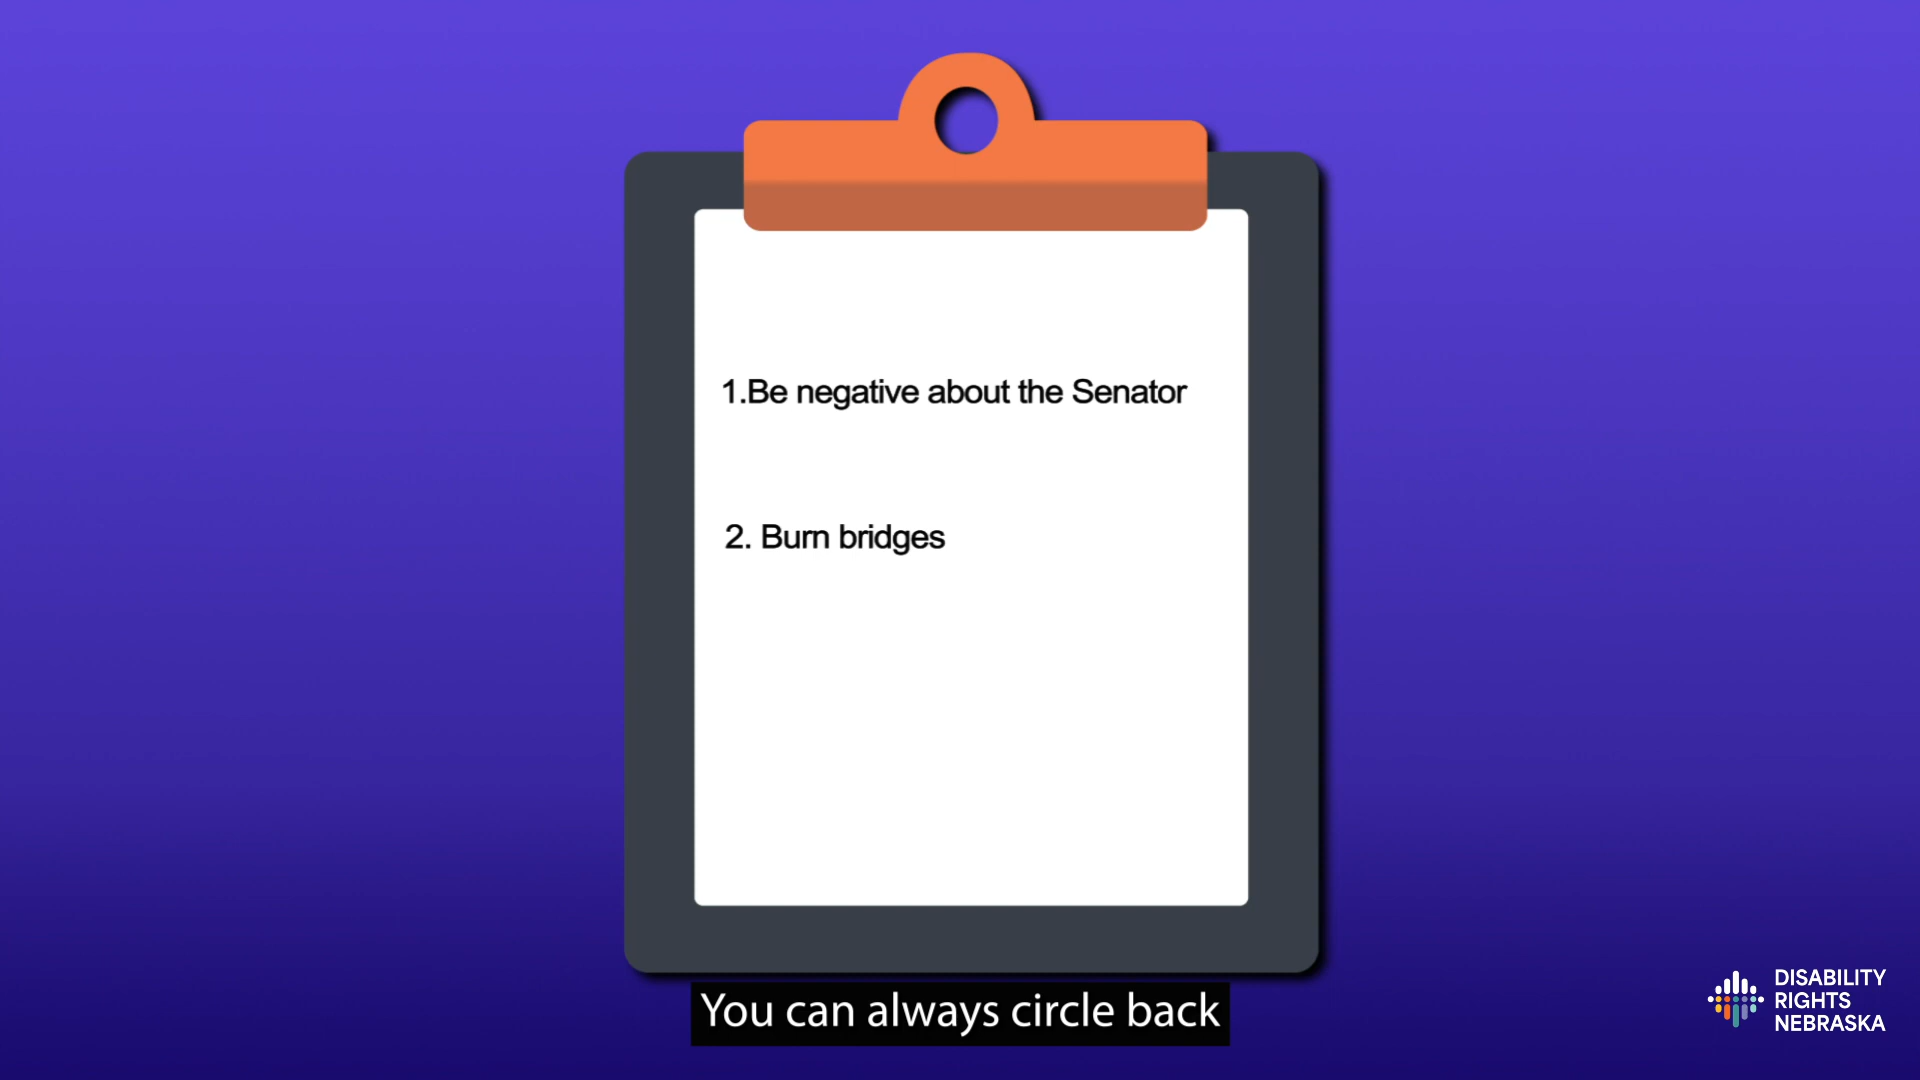 1.Be negative about the Senator
2. Burn bridges
You can always circle back
DISABILITY
RIGHTS
NEBRASKA